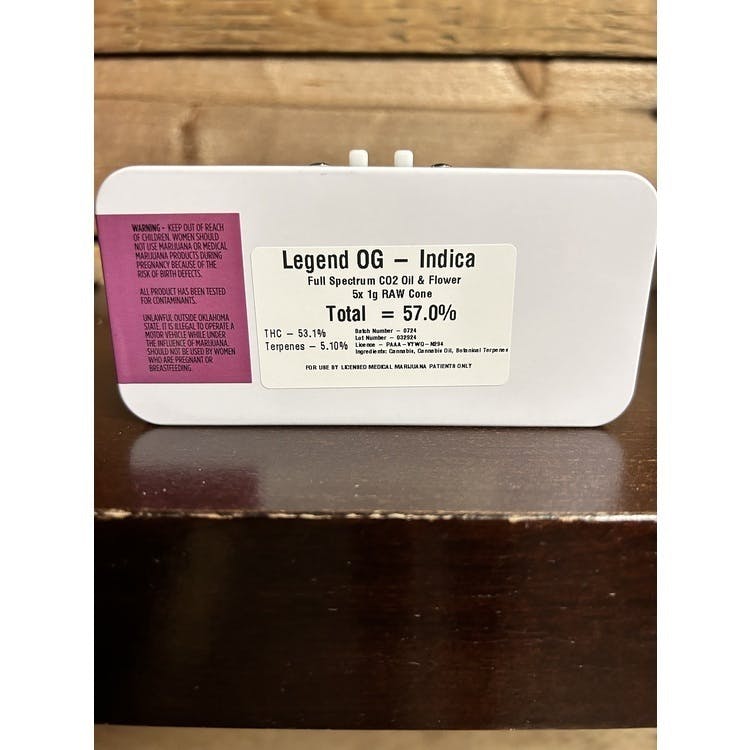 WARNING - KEEP OUT OF REACH
OF CHILDREN. WOMEN SHOULD
NOT USE MARIJUANA OR MEDICAL
MARIJUANA PRODUCTS DURING
PREGNANCY BECAUSE OF THE
RISK OF BIRTH DEFECTS.
ALL PRODUCT HAS BEEN TESTED
FOR CONTAMINANTS.
UNLAWFUL OUTSIDE OKLAHOMA
STATE. IT IS ILLEGAL TO OPERATE A
MOTOR VEHICLE WHILE UNDER
THE INFLUENCE OF MARIJUANA.
SHOULD NOT BE USED BY WOMEN
WHO ARE PREGNANT OR
BREASTFEEDING.
Legend OG – Indica
Full Spectrum CO2 Oil & Flower
5x 1g RAW Cone
Total = 57.0%
THC – 53.1%
Terpenes – 5.10%
Batch Number – 0724
Lot Number – 032924
Licence – PAAA-VYWQ-N294
Ingredients: Cannabis, Cannabis Oil, Botanical Terpenes
FOR USE BY LICENSED MEDICAL MARIJUANA PATIENTS ONLY